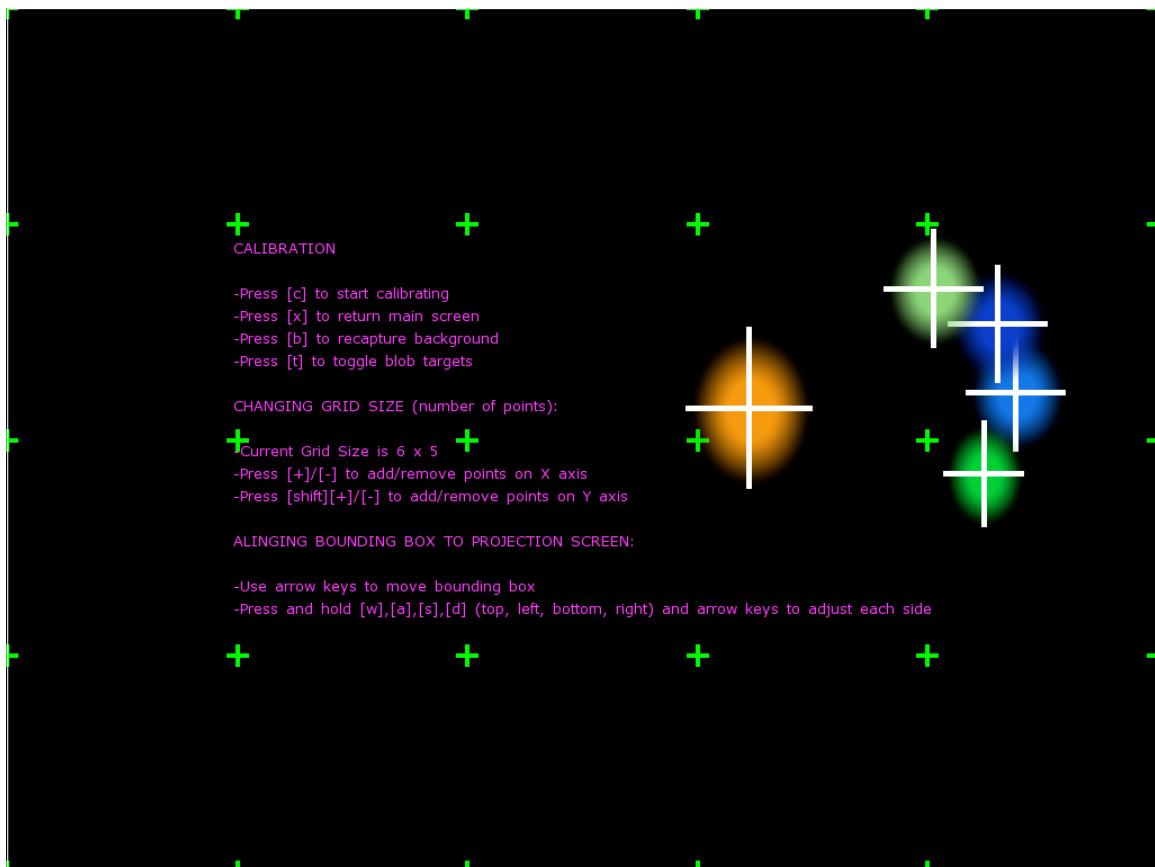 CALIBRATION
-Press [c] to start calibrating
-Press [x] to return main screen
-Press [b] to recapture background
-Press [t] to toggle blob targets
CHANGING GRID SIZE (number of points):
-Current Grid Size is 6 x 5
-Press [+]/[-] to add/remove points on X axis
-Press [shift][+]/[-] to add/remove points on Y axis
ALINGING BOUNDING BOX TO PROJECTION SCREEN:
-Use arrow keys to move bounding box
-Press and hold [w],[a],[s],[d] (top, left, bottom, right) and arrow keys to adjust each side